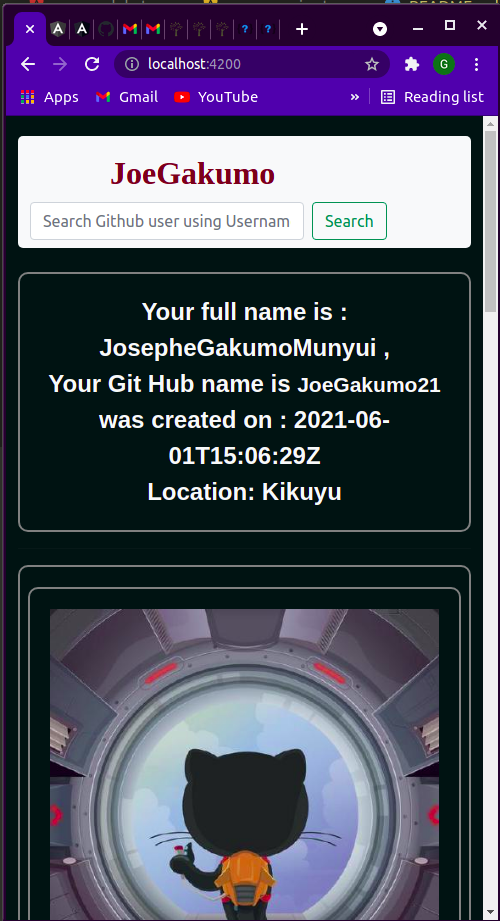 localhost:4200
G
Apps Gmail YouTube » Reading list
JoeGakumo
Search Github user using Usernam Search
Your full name is :
JosepheGakumoMunyui ,
Your Git Hub name is JoeGakumo21
was created on : 2021-06-
01T15:06:29Z
Location: Kikuyu